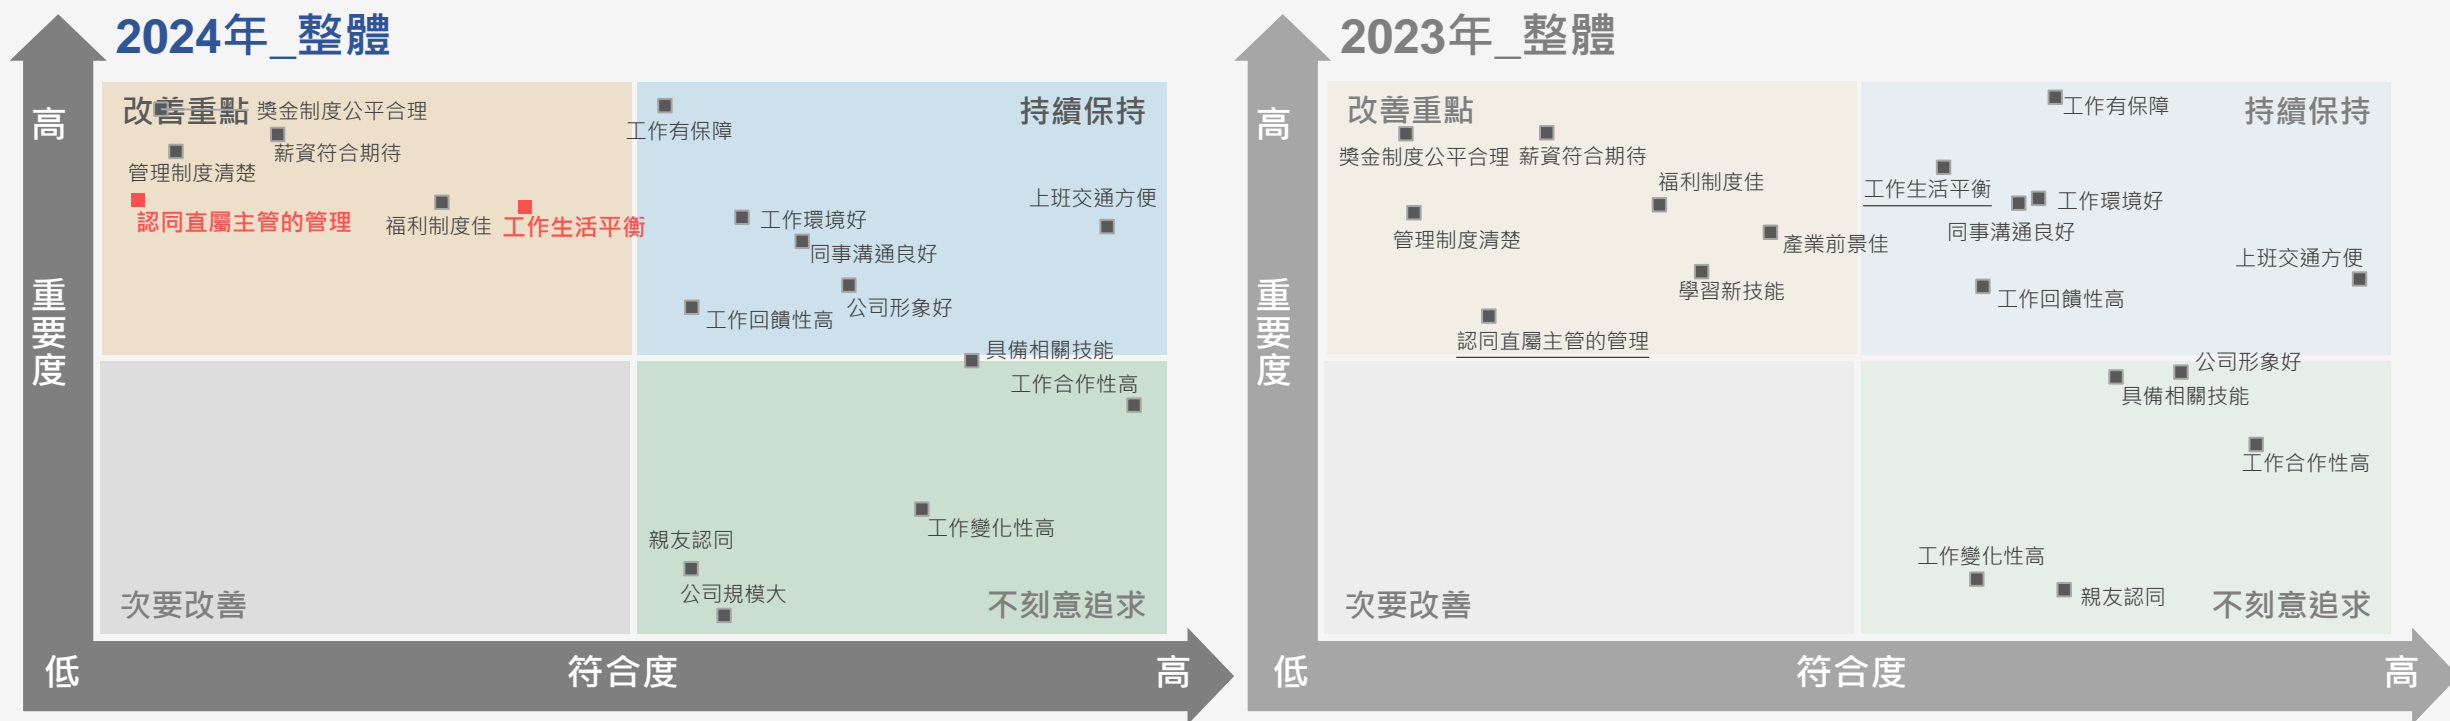 2024年_整體
高
重要度
改善重點
獎金制度公平合理
薪資符合期待
管理制度清楚
認同直屬主管的管理
福利制度佳
工作生活平衡
持續保持
工作有保障
上班交通方便
工作環境好
同事溝通良好
公司形象好
工作回饋性高
具備相關技能
工作合作性高
工作變化性高
親友認同
公司規模大
次要改善
不刻意追求
低
符合度
高
2023年_整體
高
重要度
改善重點
獎金制度公平合理
薪資符合期待
福利制度佳
管理制度清楚
產業前景佳
學習新技能
認同直屬主管的管理
工作有保障
持續保持
工作生活平衡
工作環境好
同事溝通良好
上班交通方便
工作回饋性高
公司形象好
具備相關技能
工作合作性高
工作變化性高
親友認同
次要改善
不刻意追求
低
符合度
高